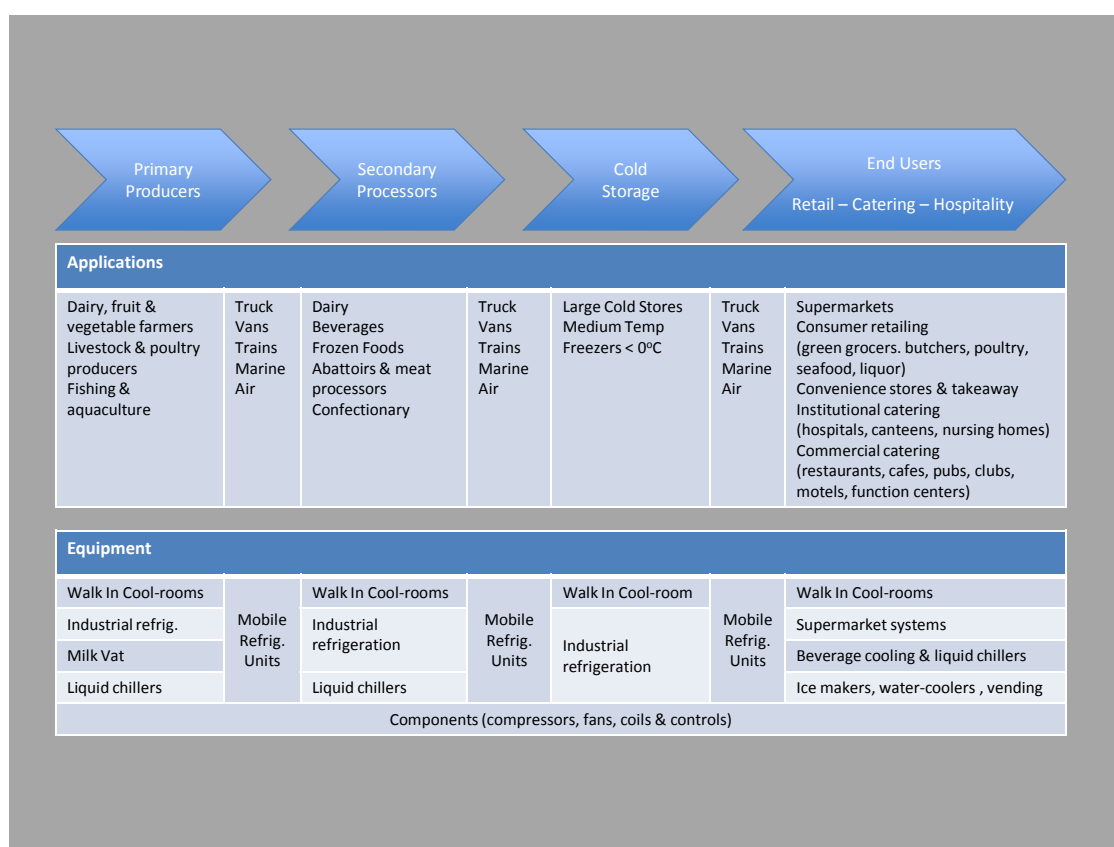 Primary
Producers
Secondary
Processors
Cold
Storage
End Users
Retail – Catering – Hospitality
Applications
Dairy, fruit &
vegetable farmers
Livestock & poultry
producers
Fishing &
aquaculture
Truck
Vans
Trains
Marine
Air
Dairy
Beverages
Frozen Foods
Abattoirs & meat
processors
Confectionary
Truck
Vans
Trains
Marine
Air
Large Cold Stores
Medium Temp
Freezers < 0°C
Truck
Vans
Trains
Marine
Air
Supermarkets
Consumer retailing
(green grocers. butchers, poultry,
seafood, liquor)
Convenience stores & takeaway
Institutional catering
(hospitals, canteens, nursing homes)
Commercial catering
(restaurants, cafes, pubs, clubs,
motels, function centers)
Equipment
Walk In Cool-rooms
Industrial refrig.
Milk Vat
Liquid chillers
Mobile
Refrig.
Units
Walk In Cool-rooms
Industrial
refrigeration
Liquid chillers
Mobile
Refrig.
Units
Walk In Cool-room
Industrial
refrigeration
Mobile
Refrig.
Units
Walk In Cool-rooms
Supermarket systems
Beverage cooling & liquid chillers
Ice makers, water-coolers , vending
Components (compressors, fans, coils & controls)